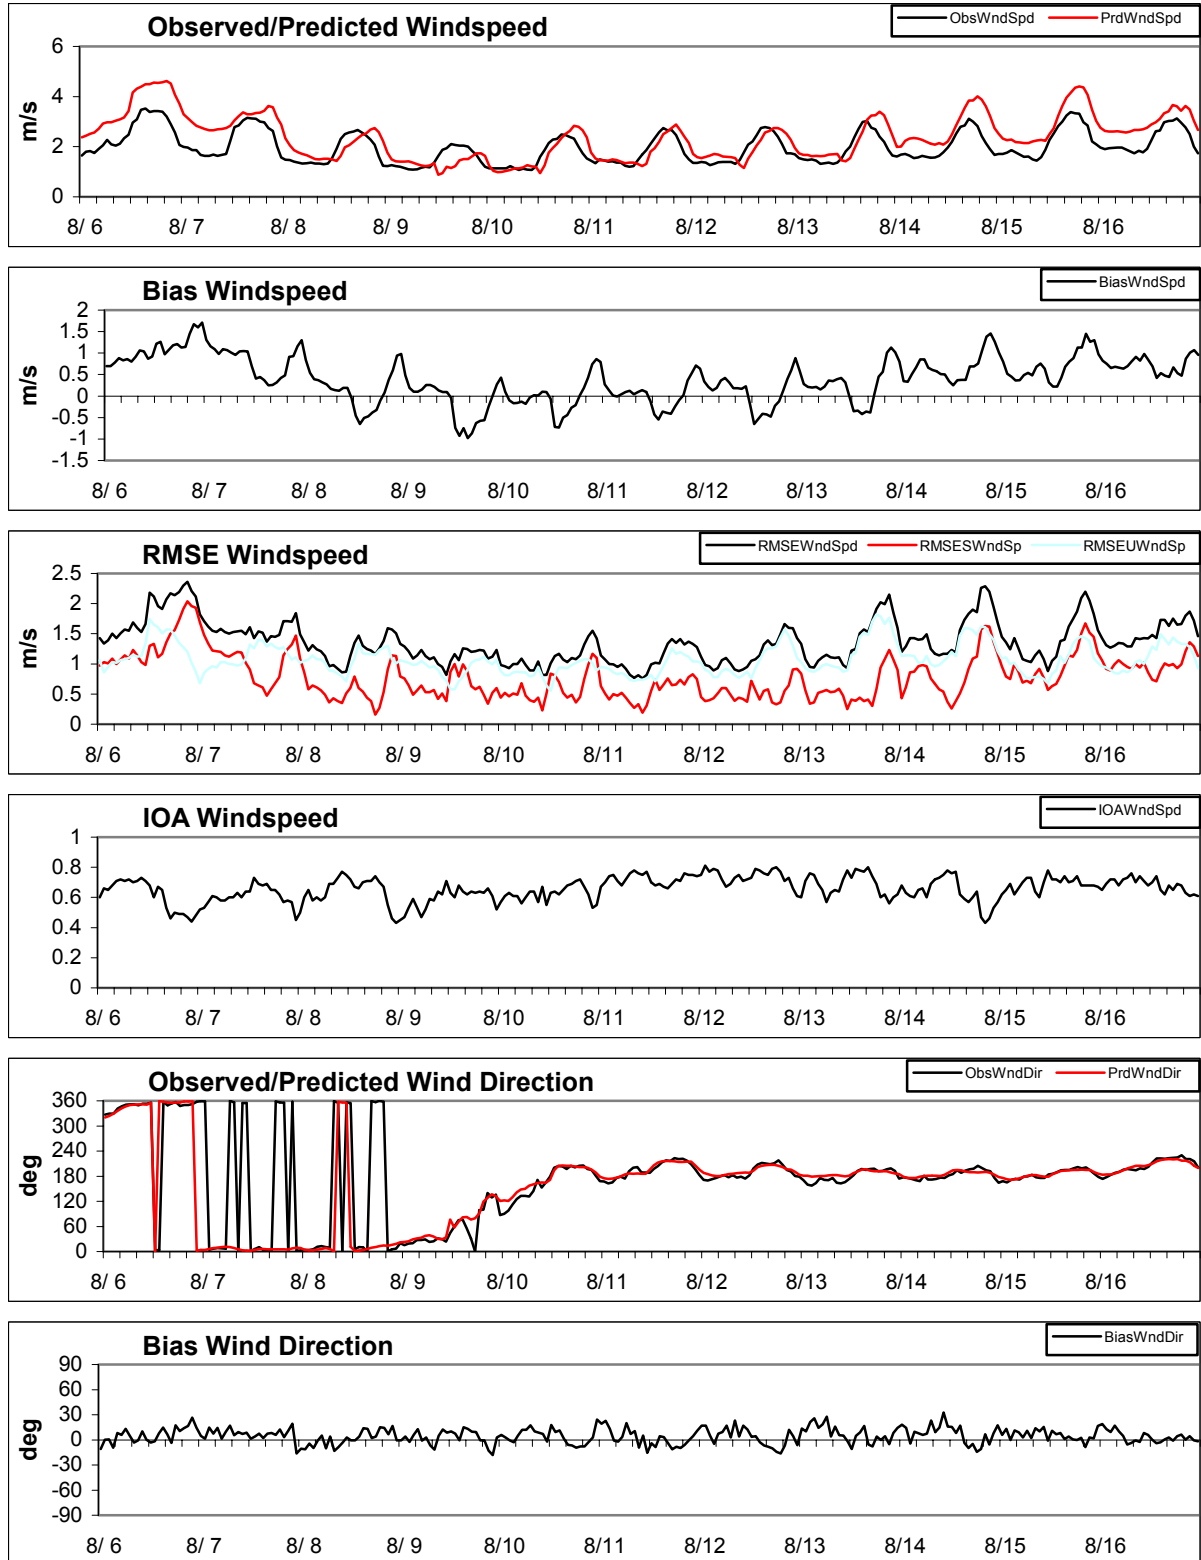 Observed/Predicted Windspeed
ObsWndSpd PrdWndSpd
6
4
2
0
m/s
8/ 6 8/ 7 8/ 8 8/ 9 8/10 8/11 8/12 8/13 8/14 8/15 8/16
Bias Windspeed
BiasWndSpd
2
1.5
1
0.5
0
-0.5
-1
-1.5
m/s
8/ 6 8/ 7 8/ 8 8/ 9 8/10 8/11 8/12 8/13 8/14 8/15 8/16
RMSE Windspeed
RMSEWndSpd RMSESWndSp RMSEUWndSp
2.5
2
1.5
1
0.5
0
m/s
8/ 6 8/ 7 8/ 8 8/ 9 8/10 8/11 8/12 8/13 8/14 8/15 8/16
IOA Windspeed
IOAWndSpd
1
0.8
0.6
0.4
0.2
0
8/ 6 8/ 7 8/ 8 8/ 9 8/10 8/11 8/12 8/13 8/14 8/15 8/16
Observed/Predicted Wind Direction
ObsWndDir PrdWndDir
360
300
240
180
120
60
0
deg
8/ 6 8/ 7 8/ 8 8/ 9 8/10 8/11 8/12 8/13 8/14 8/15 8/16
Bias Wind Direction
BiasWndDir
90
60
30
0
-30
-60
-90
deg
8/ 6 8/ 7 8/ 8 8/ 9 8/10 8/11 8/12 8/13 8/14 8/15 8/16